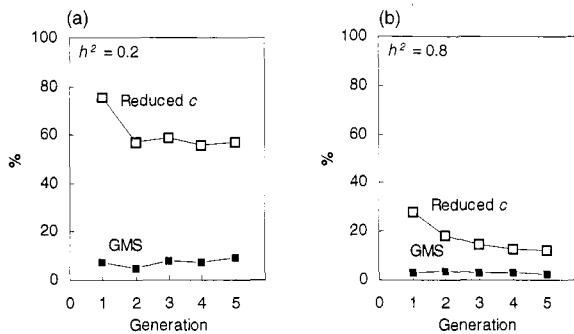 (a)
100
h² = 0.2
80
Reduced c
60
%
40
20
GMS
0
0 1 2 3 4 5
Generation
(b)
100
h² = 0.8
80
60
%
40
Reduced c
20
GMS
0
0 1 2 3 4 5
Generation